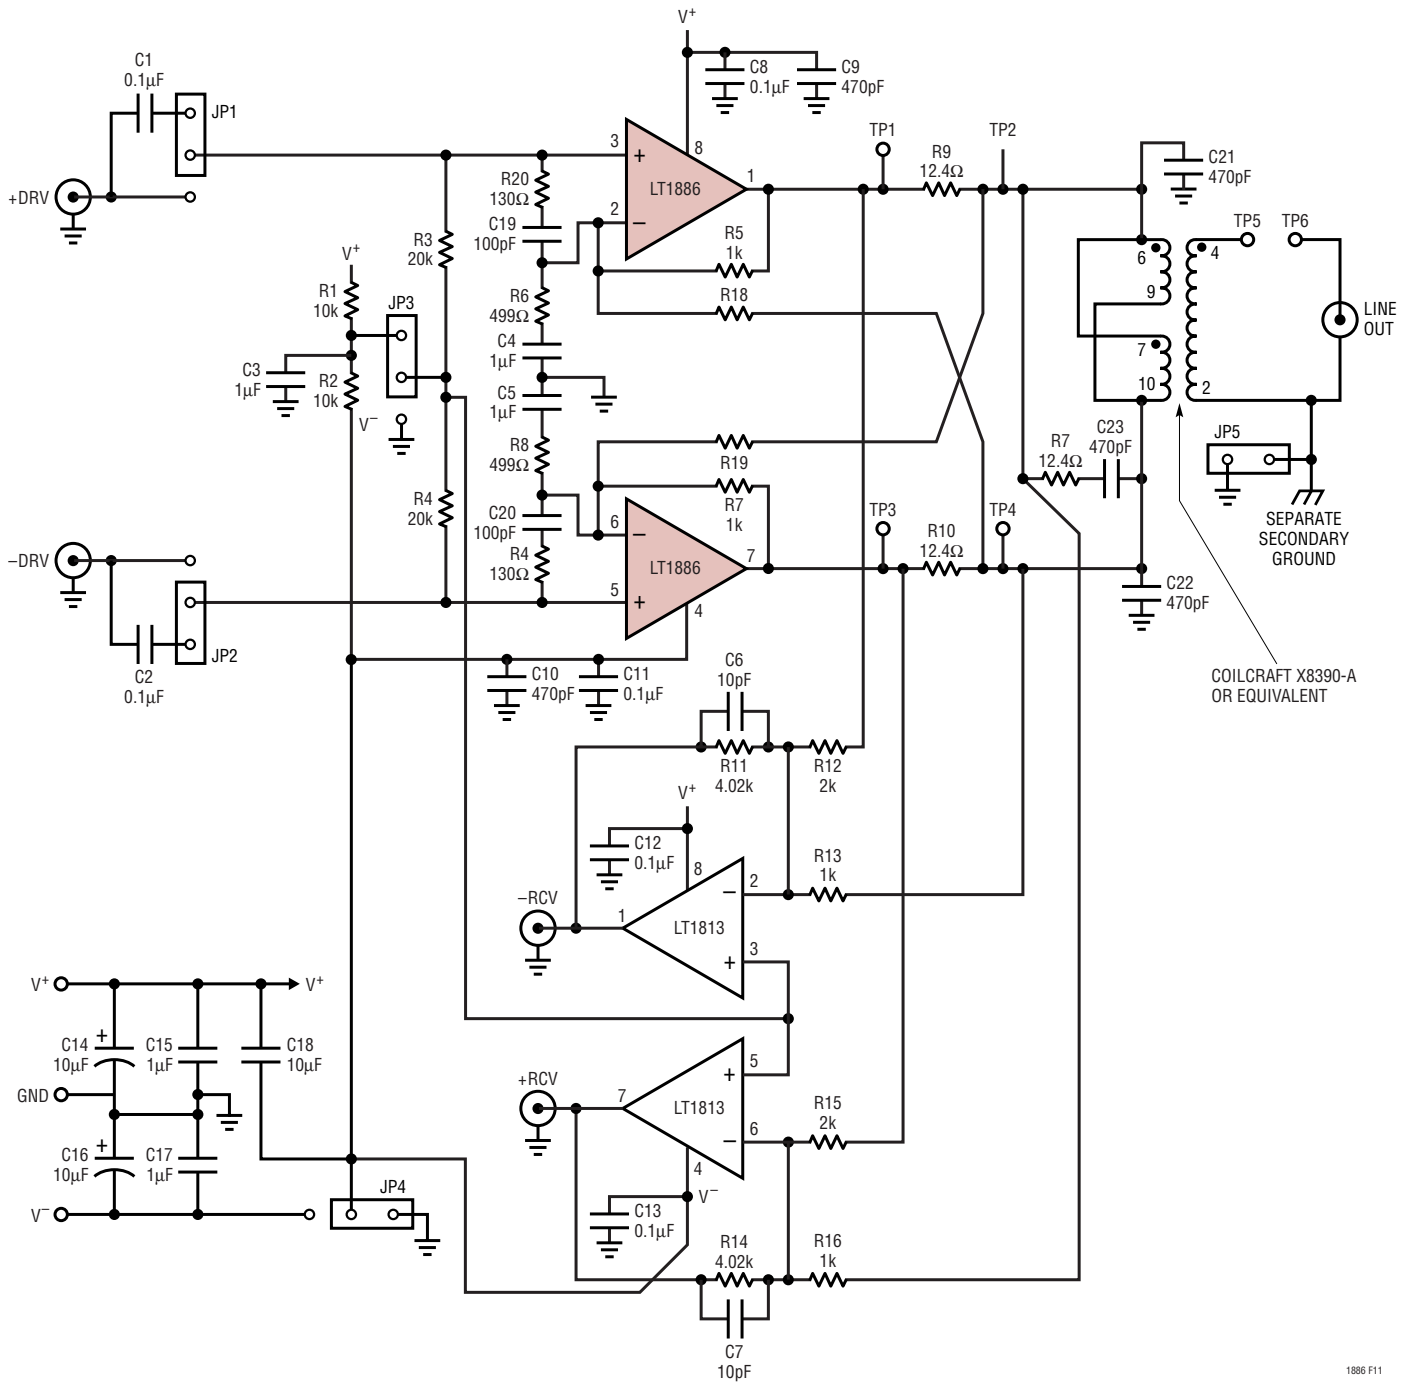 V+
C1
0.1µF
JP1
C8
0.1µF
C9
470pF
+DRV
3
+
8
LT1886
1
2
–
R20
130Ω
C19
100pF
R3
20k
R5
1k
R18
TP1
R9
12.4Ω
TP2
C21
470pF
TP5
TP6
6
9
7
10
4
2
LINE
OUT
V+
R1
10k
JP3
R6
499Ω
C4
1µF
C3
1µF
R2
10k
V–
C5
1µF
R8
499Ω
R4
20k
C20
100pF
R4
130Ω
R19
R7
1k
R7
12.4Ω
C23
470pF
JP5
SEPARATE
SECONDARY
GROUND
–DRV
JP2
C2
0.1µF
6
–
LT1886
7
5
+
4
TP3
R10
12.4Ω
TP4
C22
470pF
COILCRAFT X8390-A
OR EQUIVALENT
C10
470pF
C11
0.1µF
C6
10pF
R11
4.02k
R12
2k
V+
C12
0.1µF
8
2
–
R13
1k
–RCV
1
LT1813
3
+
V+
V+
C14
+
10µF
C15
1µF
C18
10µF
GND
C16
+
10µF
C17
1µF
V–
JP4
+RCV
7
LT1813
5
+
6
–
R15
2k
4
V–
C13
0.1µF
R14
4.02k
R16
1k
C7
10pF
1886 F11